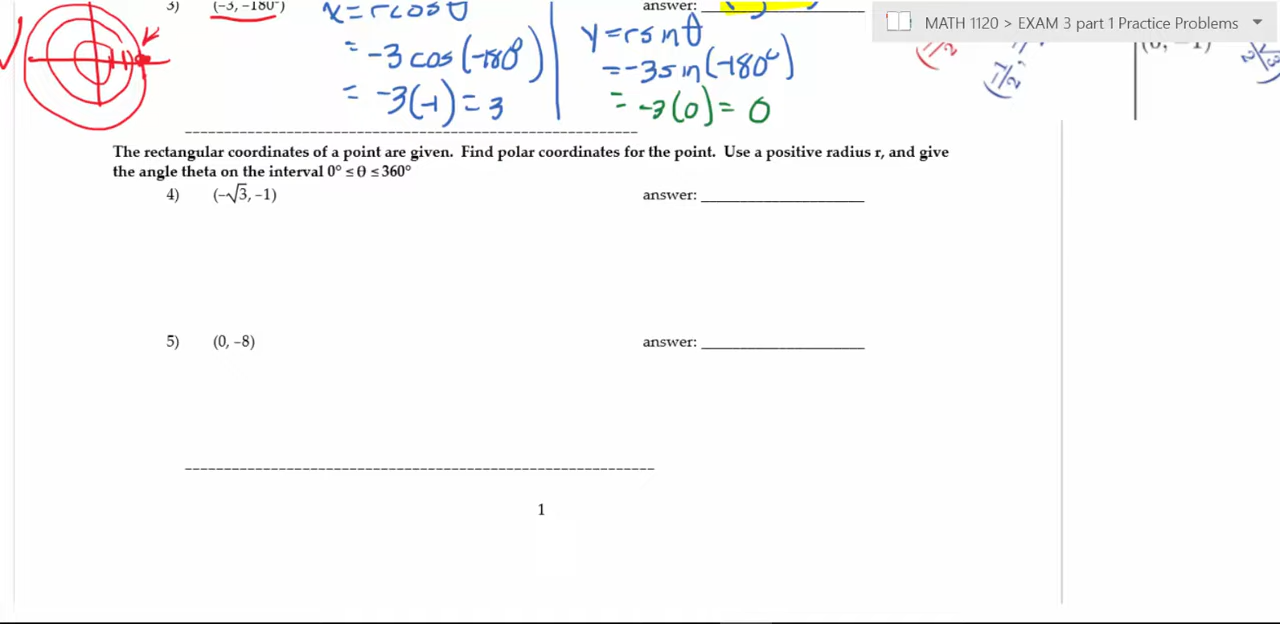 3) (-3, -180°) x = r cos θ answer:
= -3 cos(-180°) y = r sin θ
= -3(-1) = 3 = -3 sin(-180°)
= -3(0) = 0
MATH 1120 > EXAM 3 part 1 Practice Problems
The rectangular coordinates of a point are given. Find polar coordinates for the point. Use a positive radius r, and give
the angle theta on the interval 0° ≤ θ ≤ 360°
4) (-√3, -1) answer:
5) (0, -8) answer:
1